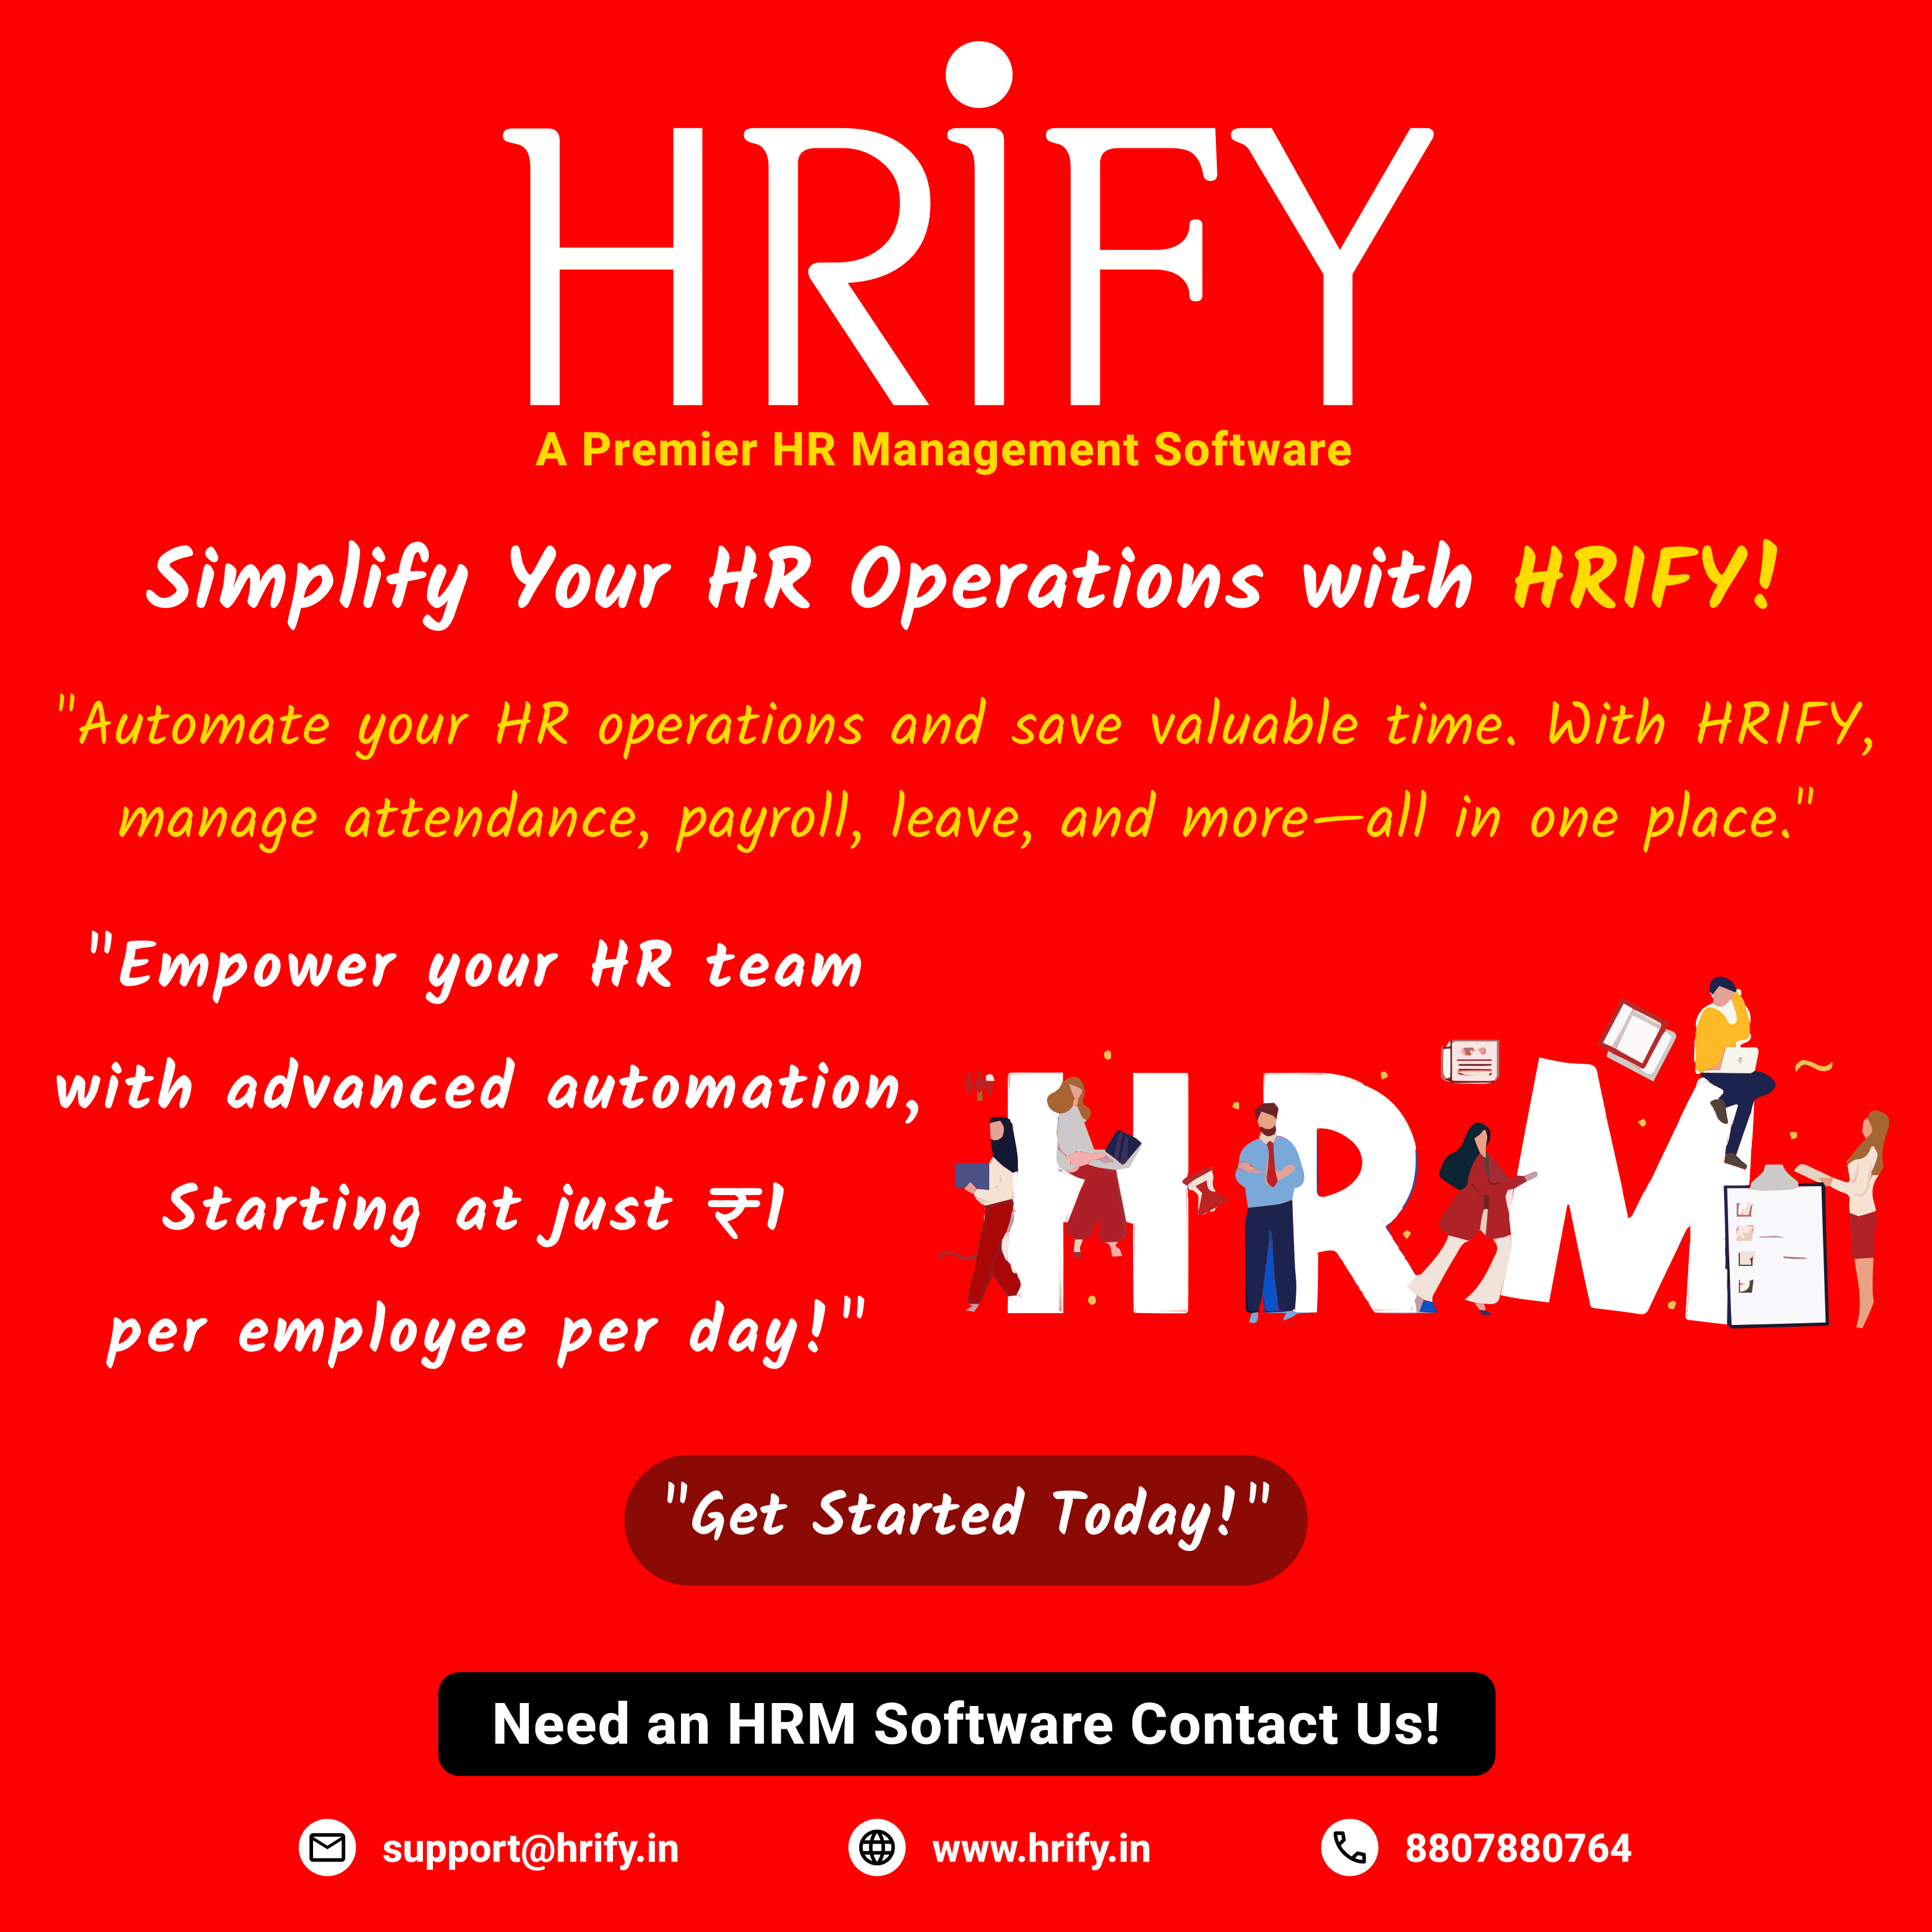 HRiFY
A Premier HR Management Software
Simplify Your HR Operations with HRIFY!
"Automate your HR operations and save valuable time. With HRIFY,
manage attendance, payroll, leave, and more—all in one place."
"Empower your HR team
with advanced automation,
Starting at just ₹1
per employee per day!"
HRM
"Get Started Today!"
Need an HRM Software Contact Us!
support@hrify.in
www.hrify.in
8807880764